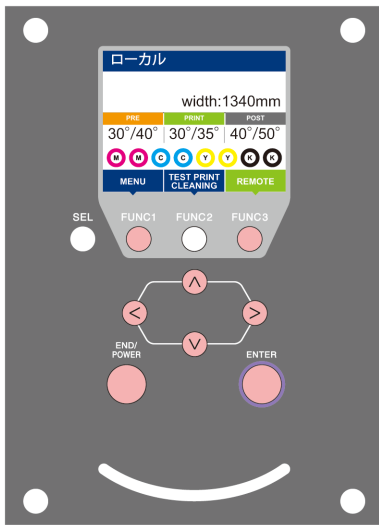 ローカル
width:1340mm
PRE PRINT POST
30°/40° 30°/35° 40°/50°
M M C C Y Y K K
MENU TEST PRINT CLEANING REMOTE
SEL FUNC1 FUNC2 FUNC3
END/
POWER
ENTER